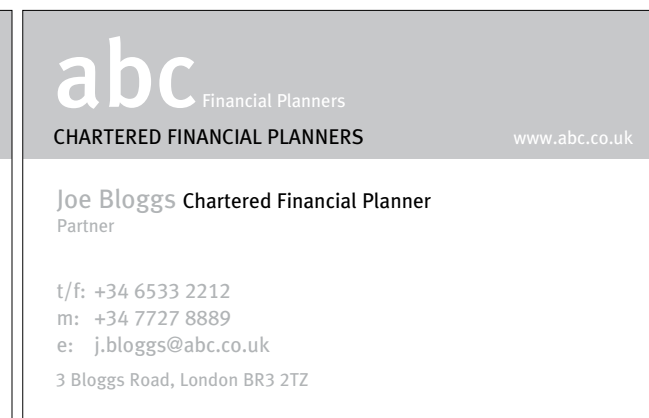 abc Financial Planners
CHARTERED FINANCIAL PLANNERS www.abc.co.uk
Joe Bloggs Chartered Financial Planner
Partner
t/f: +34 6533 2212
m: +34 7727 8889
e: j.bloggs@abc.co.uk
3 Bloggs Road, London BR3 2TZ